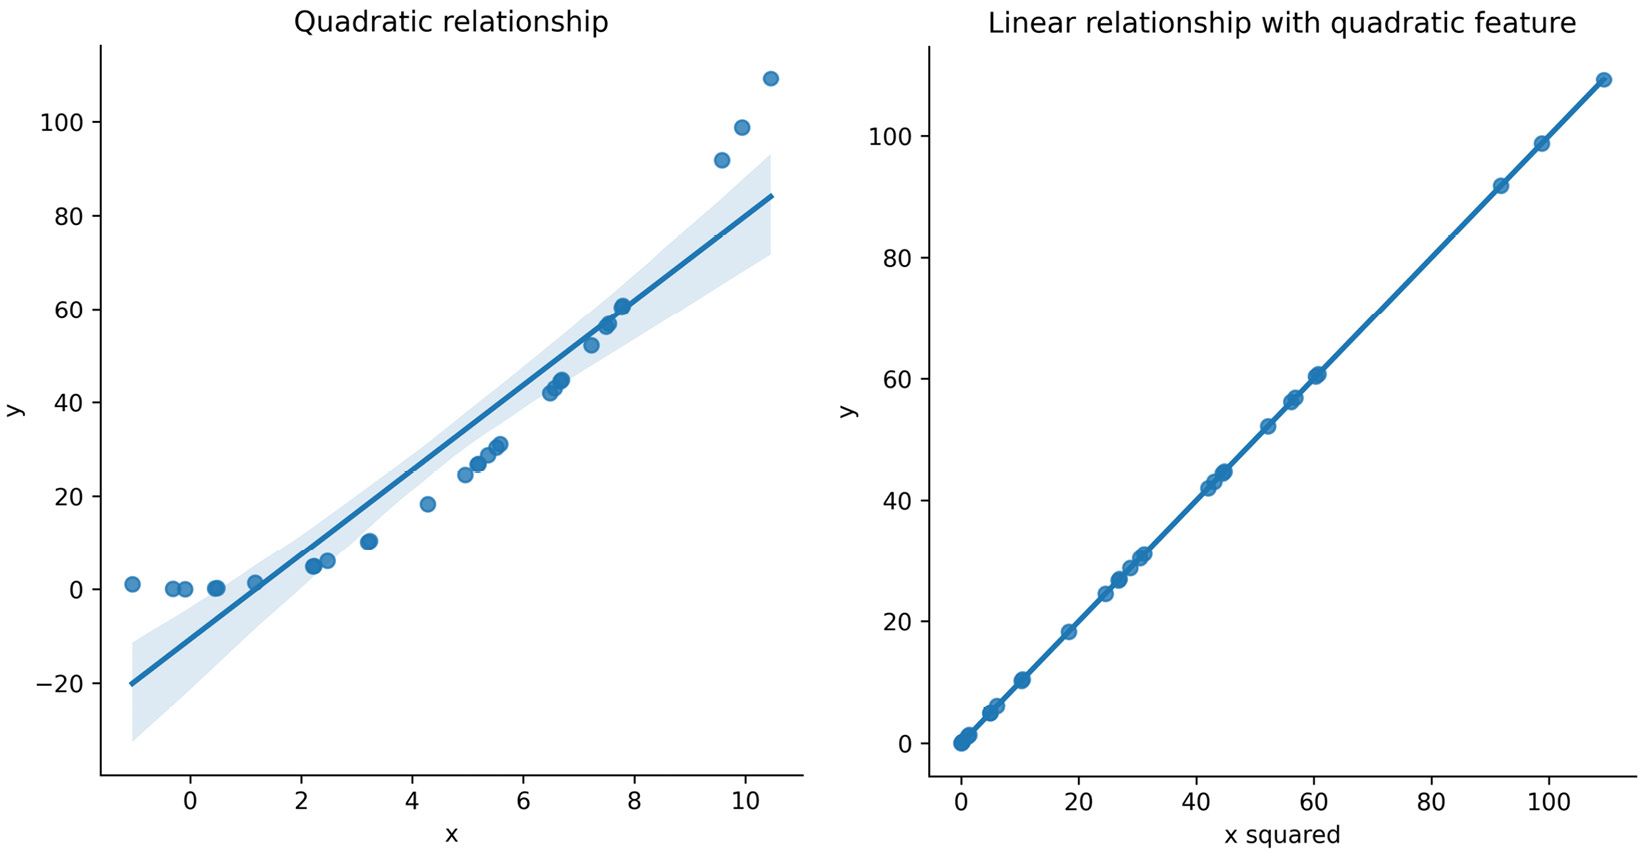 Quadratic relationship
100
80
60
40
20
0
−20
y
0 2 4 6 8 10
x
Linear relationship with quadratic feature
100
80
60
40
20
0
y
0 20 40 60 80 100
x squared